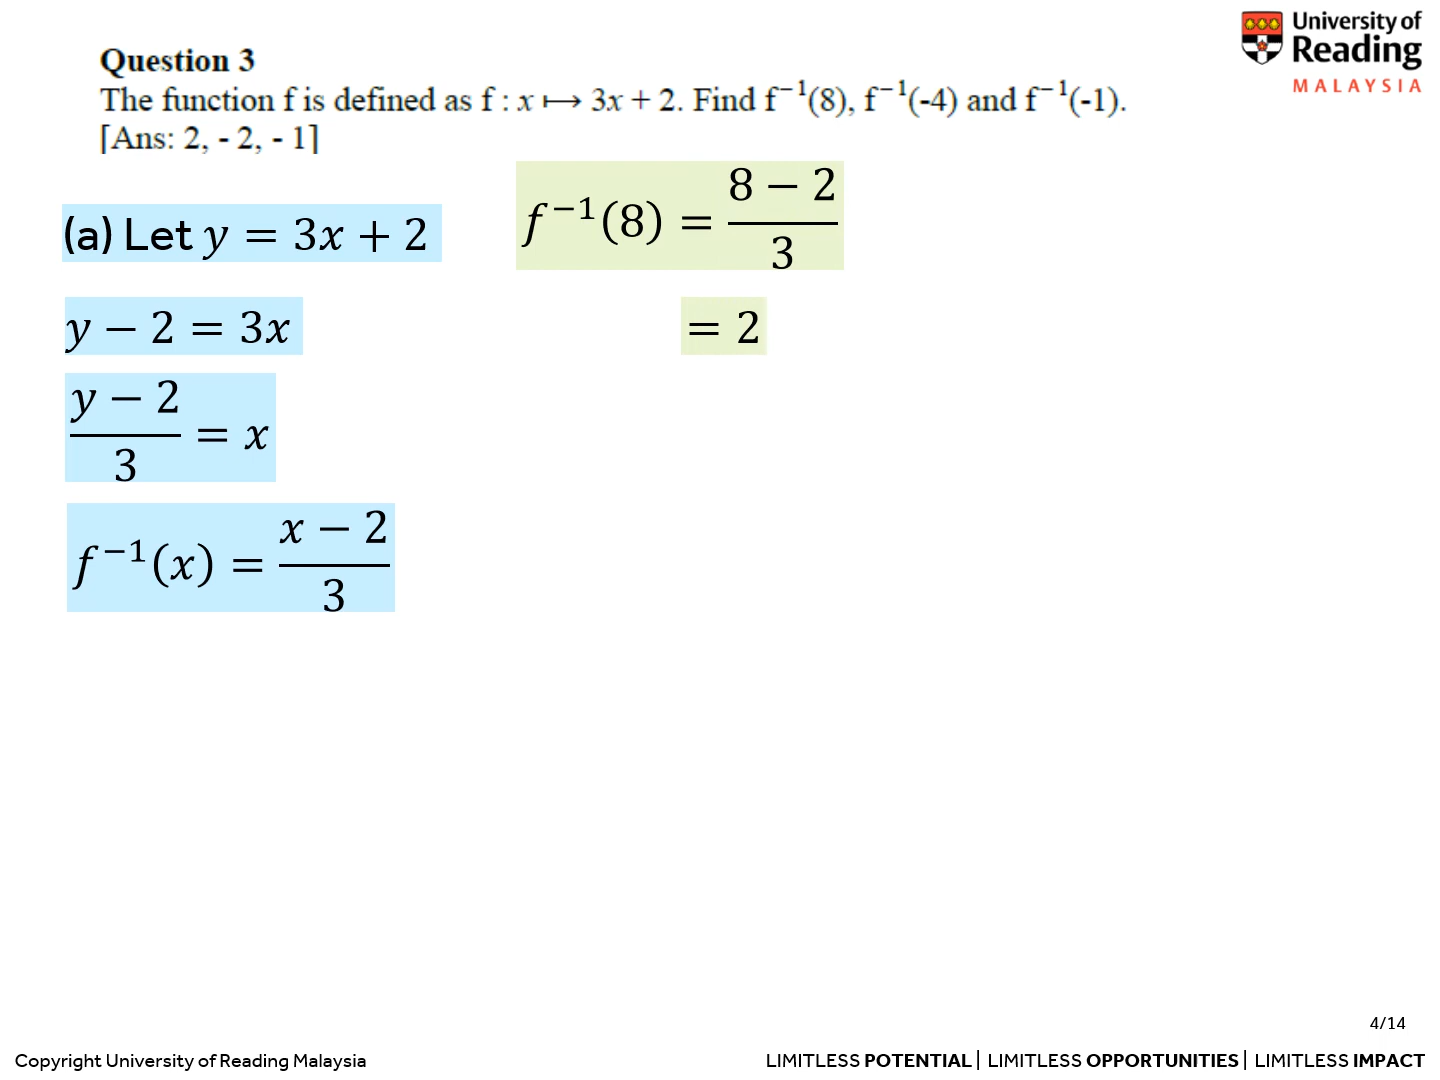 University of
Reading
MALAYSIA
Question 3
The function f is defined as f : x ↦ 3x + 2. Find f⁻¹(8), f⁻¹(-4) and f⁻¹(-1).
[Ans: 2, - 2, - 1]
(a) Let y = 3x + 2
y − 2 = 3x
y − 2
3
= x
f⁻¹(x) =
x − 2
3
f⁻¹(8) =
8 − 2
3
= 2
4/14
Copyright University of Reading Malaysia
LIMITLESS POTENTIAL | LIMITLESS OPPORTUNITIES | LIMITLESS IMPACT